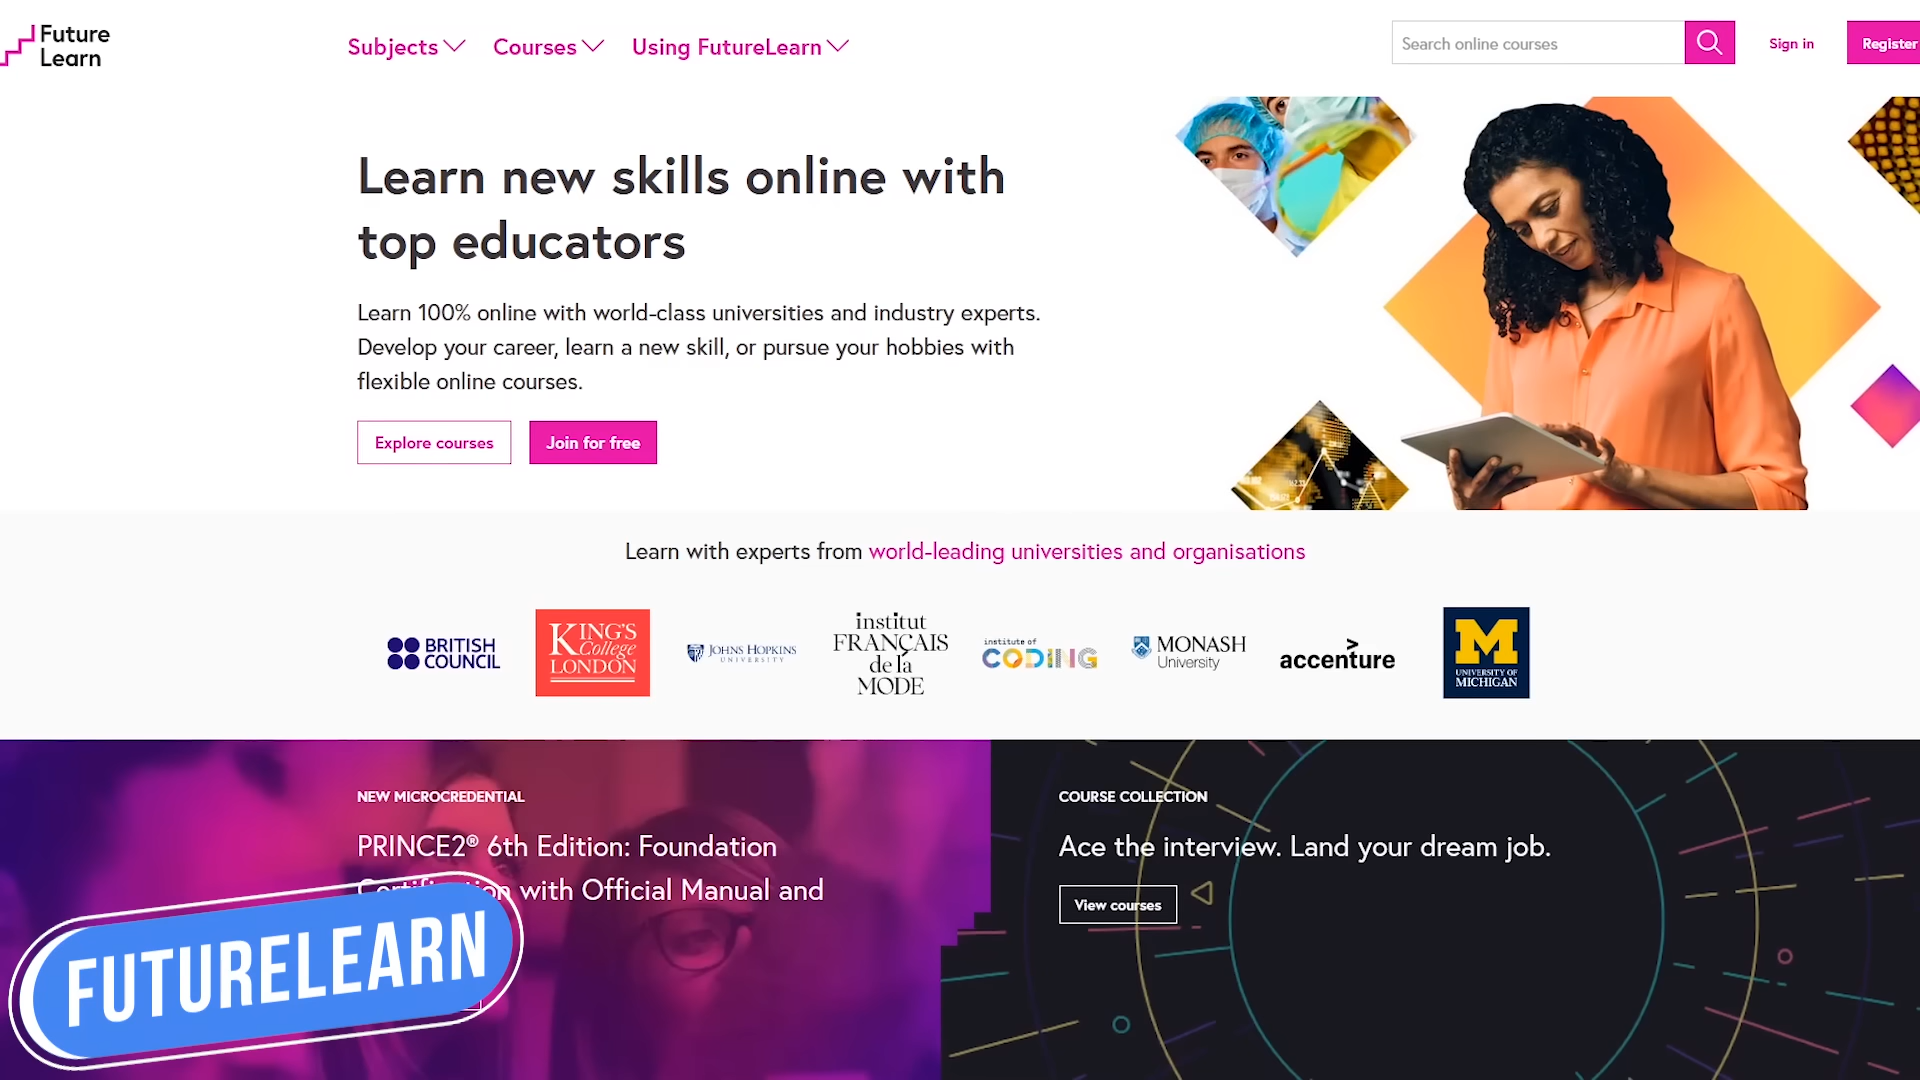 Future
Learn
Subjects
Courses
Using FutureLearn
Search online courses
Sign in
Register
Learn new skills online with
top educators
Learn 100% online with world-class universities and industry experts.
Develop your career, learn a new skill, or pursue your hobbies with
flexible online courses.
Explore courses
Join for free
Learn with experts from world-leading universities and organisations
BRITISH
COUNCIL
KING'S
College
LONDON
JOHNS HOPKINS
UNIVERSITY
institut
FRANÇAIS
de la
MODE
institute of
CODING
MONASH
University
accenture
M
UNIVERSITY OF
MICHIGAN
NEW MICROCREDENTIAL
PRINCE2® 6th Edition: Foundation
Certification with Official Manual and
COURSE COLLECTION
Ace the interview. Land your dream job.
View courses
FUTURELEARN